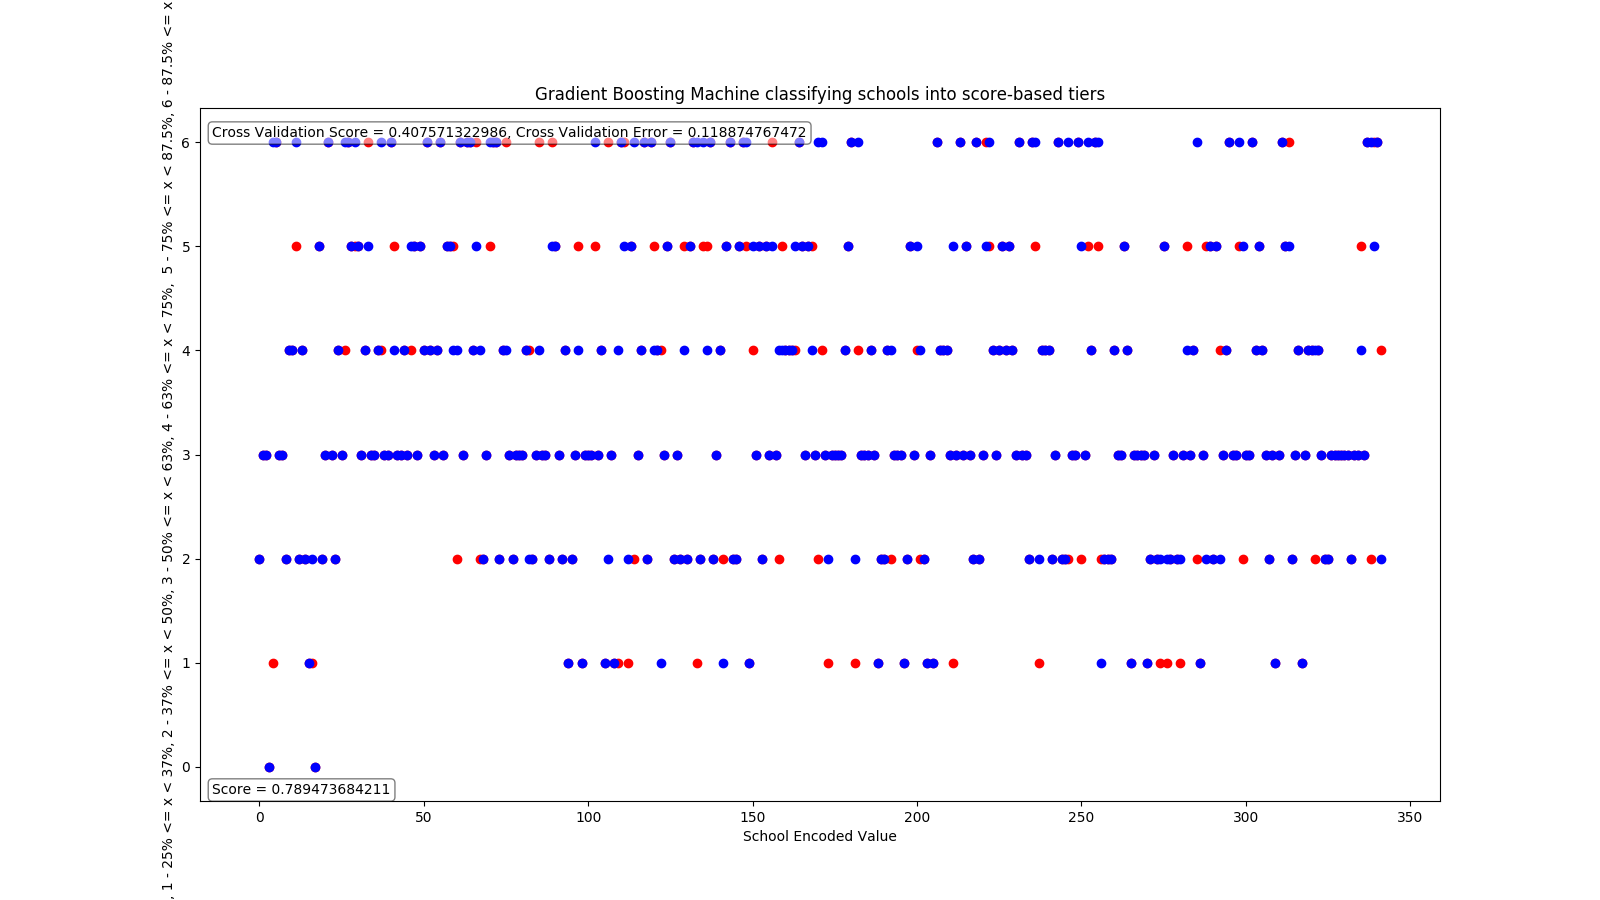 Gradient Boosting Machine classifying schools into score-based tiers
Cross Validation Score = 0.407571322986, Cross Validation Error = 0.118874767472
, 1 - 25% <= x < 37%, 2 - 37% <= x < 50%, 3 - 50% <= x < 63%, 4 - 63% <= x < 75%,  5 - 75% <= x < 87.5%, 6 - 87.5% <= x
6
5
4
3
2
1
0
Score = 0.789473684211
0 50 100 150 200 250 300 350
School Encoded Value